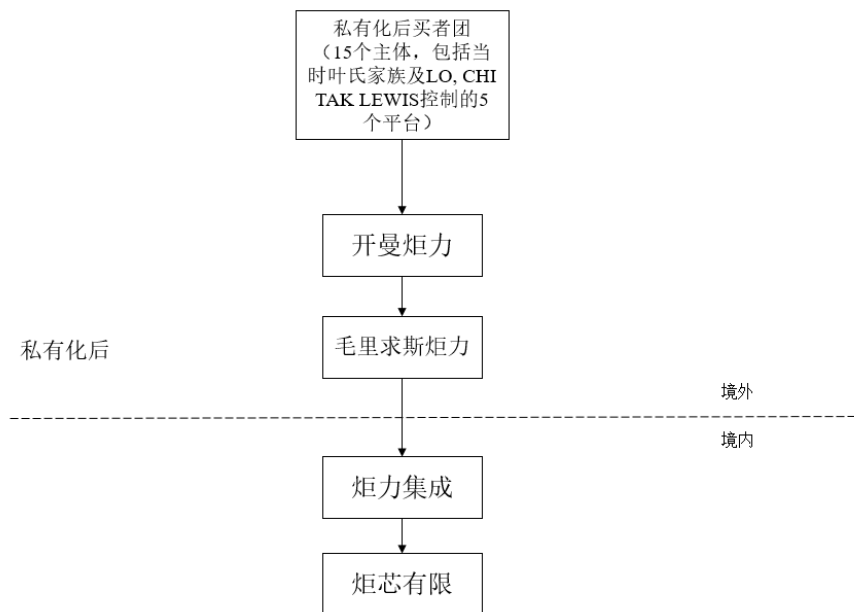 私有化后买者团
（15个主体，包括当
时叶氏家族及LO, CHI
TAK LEWIS控制的5
个平台）
开曼炬力
毛里求斯炬力
私有化后
境外
境内
炬力集成
炬芯有限